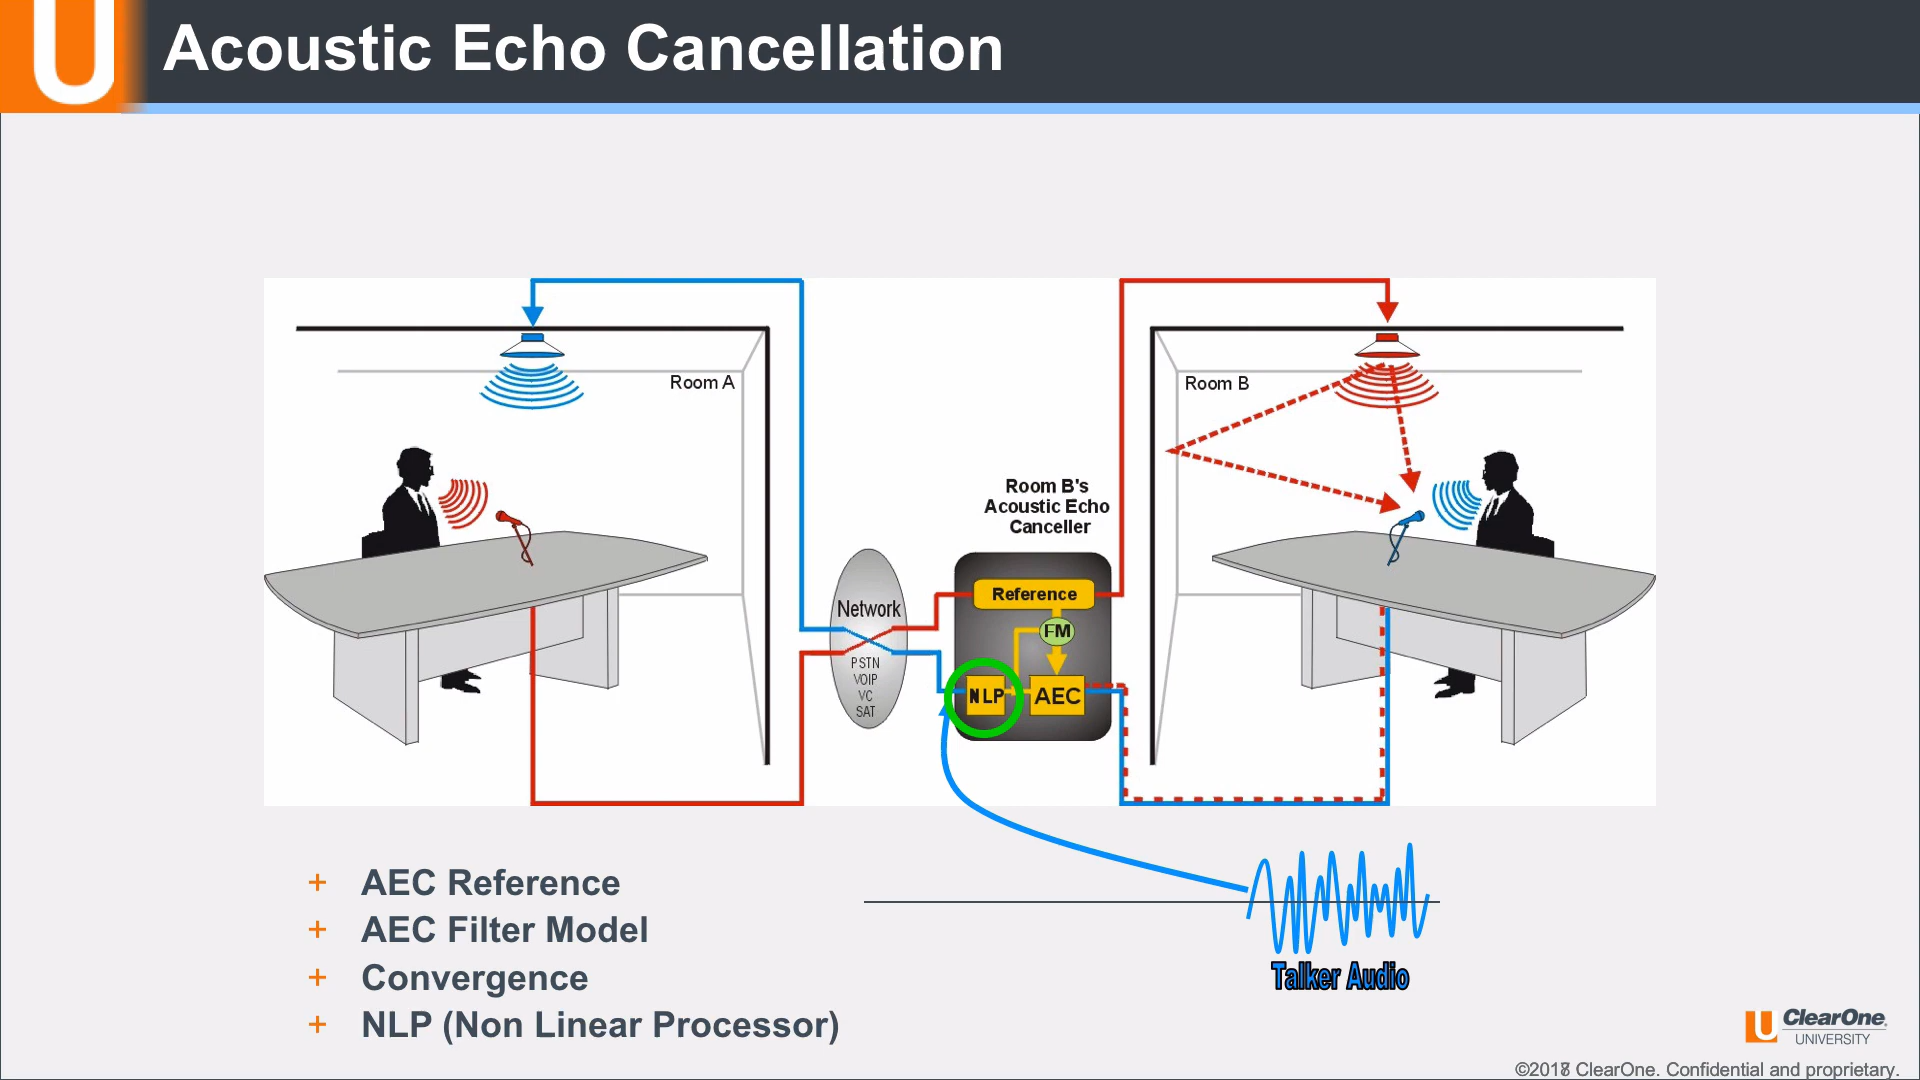 U Acoustic Echo Cancellation
Room A
Room B
Room B's
Acoustic Echo
Canceller
Network
PSTN
VOIP
VC
SAT
Reference
FM
NLP
AEC
Talker Audio
+ AEC Reference
+ AEC Filter Model
+ Convergence
+ NLP (Non Linear Processor)
U ClearOne.
UNIVERSITY
ClearOne. Confidential and proprietary.